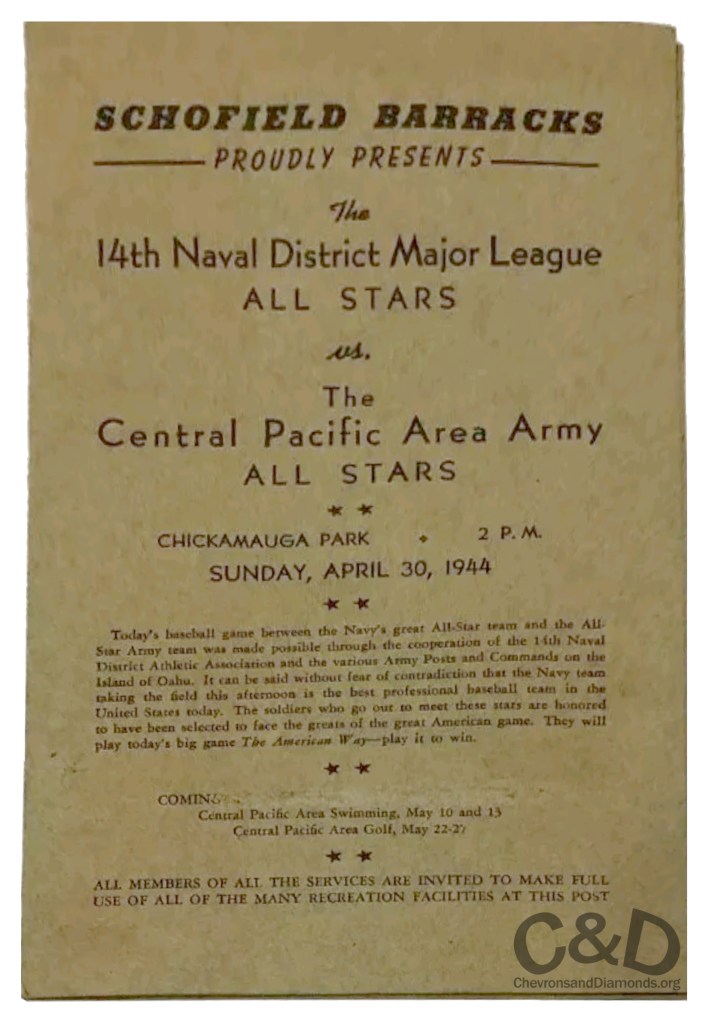 SCHOFIELD BARRACKS
PROUDLY PRESENTS
The
14th Naval District Major League
ALL STARS
vs.
The
Central Pacific Area Army
ALL STARS
CHICKAMAUGA PARK 2 P. M.
SUNDAY, APRIL 30, 1944
Today's baseball game between the Navy's great All-Star team and the All-
Star Army team was made possible through the cooperation of the 14th Naval
District Athletic Association and the various Army Posts and Commands on the
Island of Oahu. It can be said without fear of contradiction that the Navy team
taking the field this afternoon is the best professional baseball team in the
United States today. The soldiers who go out to meet these stars are honored
to have been selected to face the greats of the great American game. They will
play today's big game The American Way—play it to win.
Central Pacific Area Swimming, May 10 and 13
Central Pacific Area Golf, May 22-27
ALL MEMBERS OF ALL THE SERVICES ARE INVITED TO MAKE FULL
USE OF ALL OF THE MANY RECREATION FACILITIES AT THIS POST
C&D
ChevronsandDiamonds.org